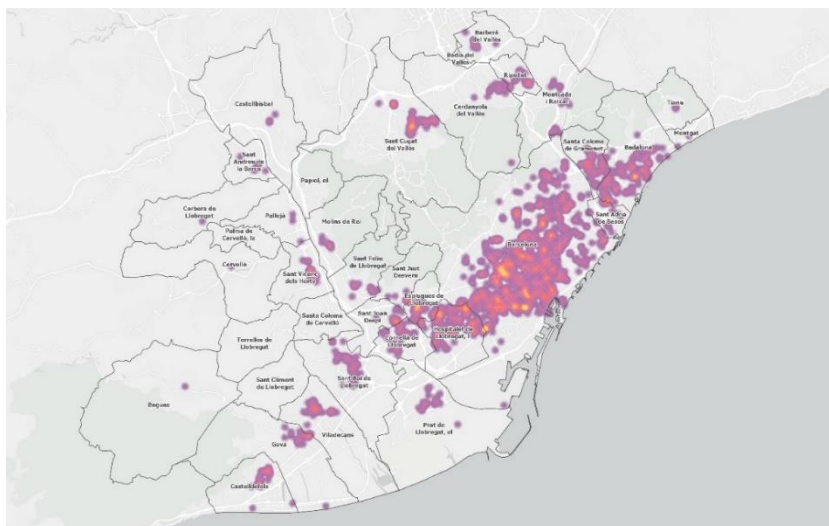 Barberà
del Vallès
Badia del
Vallès
Ripollet
Castellbisbal
Cerdanyola
del Vallès
Montcada
i Reixac
Tiana
Montgat
Sant Cugat
del Vallès
Santa Coloma
de Gramenet
Badalona
Sant Andreu de
la Barca
Papiol, el
Corbera de
Llobregat
Pallejà
Molins de Rei
Sant Adrià
de Besòs
Palma de
Cervelló, la
Barcelona
Cervelló
Sant Vicenç
dels Horts
Sant Feliu
de Llobregat
Sant Just
Desvern
Esplugues de
Llobregat
Santa Coloma
de Cervelló
Sant Joan
Despí
Hospitalet de
Llobregat, l'
Cornellà de
Llobregat
Torrelles de
Llobregat
Sant Climent
de Llobregat
Sant Boi de
Llobregat
Begues
Viladecans
Prat de
Llobregat, el
Gavà
Castelldefels